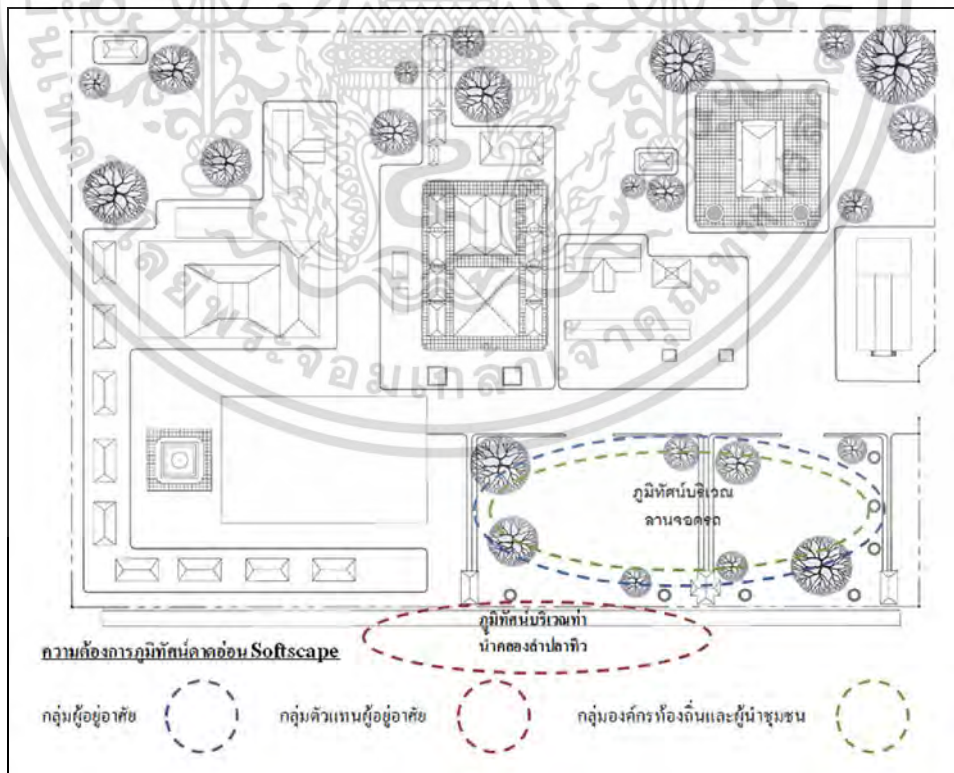 ภูมิทัศน์บริเวณ
ลานจอดรถ
ภูมิทัศน์บริเวณท่า
น้ำคลองลำปลาทิว
ความต้องการภูมิทัศน์ดาดอ่อน Softscape
กลุ่มผู้อยู่อาศัย
กลุ่มตัวแทนผู้อยู่อาศัย
กลุ่มองค์กรท้องถิ่นและผู้นำชุมชน